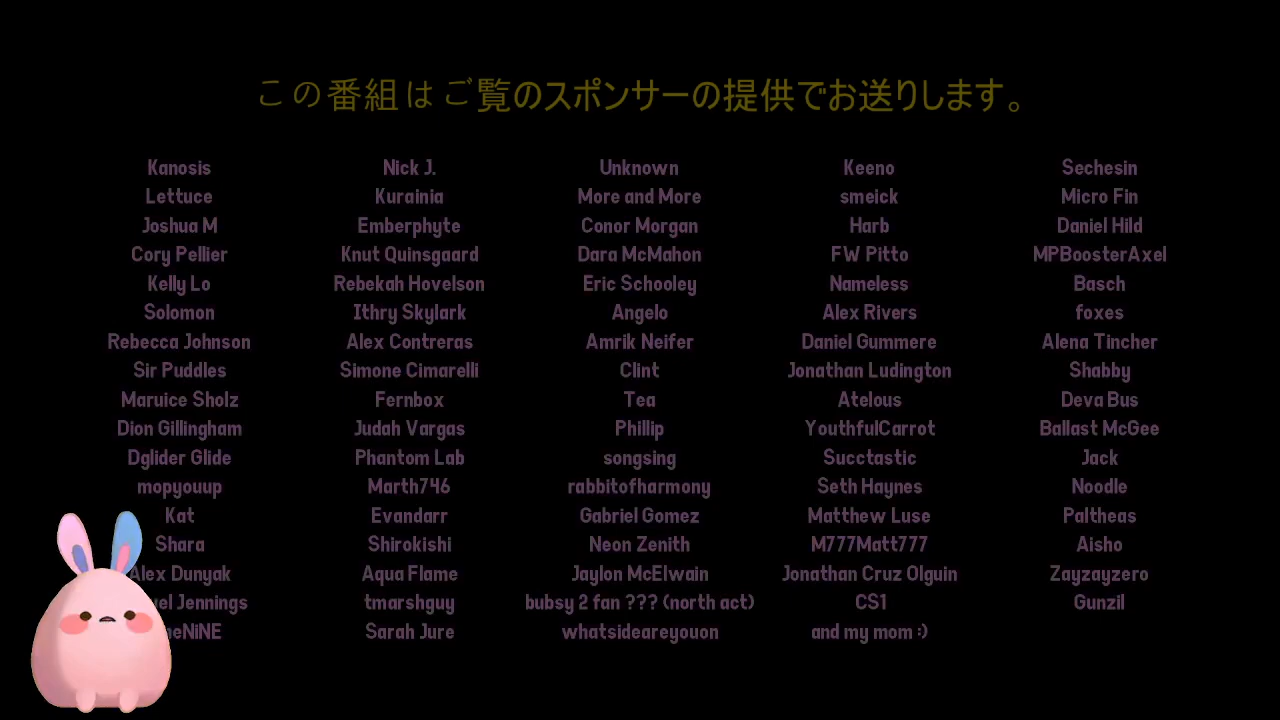 この番組はご覧のスポンサーの提供でお送りします。
Kanosis Nick J. Unknown Keeno Sechesin
Lettuce Kurainia More and More smeick Micro Fin
Joshua M Emberphyte Conor Morgan Harb Daniel Hild
Cory Pellier Knut Quinsgaard Dara McMahon FW Pitto MPBoosterAxel
Kelly Lo Rebekah Hovelson Eric Schooley Nameless Basch
Solomon Ithry Skylark Angelo Alex Rivers foxes
Rebecca Johnson Alex Contreras Amrik Neifer Daniel Gummere Alena Tincher
Sir Puddles Simone Cimarelli Clint Jonathan Ludington Shabby
Maruice Sholz Fernbox Tea Atelous Deva Bus
Dion Gillingham Judah Vargas Phillip YouthfulCarrot Ballast McGee
Dglider Glide Phantom Lab songsing Succtastic Jack
mopyouup Marth746 rabbitofharmony Seth Haynes Noodle
Kat Evandarr Gabriel Gomez Matthew Luse Paltheas
Shara Shirokishi Neon Zenith M777Matt777 Aisho
Alex Dunyak Aqua Flame Jaylon McElwain Jonathan Cruz Olguin Zayzayzero
Jennings tmarshguy bubsy 2 fan ??? (north act) CS1 Gunzil
Sarah Jure whatsideareyouon and my mom :)